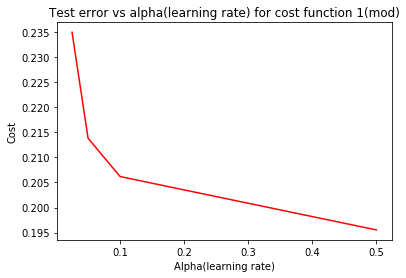 Test error vs alpha(learning rate) for cost function 1(mod)
0.235
0.230
0.225
0.220
0.215
0.210
0.205
0.200
0.195
Cost
0.1 0.2 0.3 0.4 0.5
Alpha(learning rate)